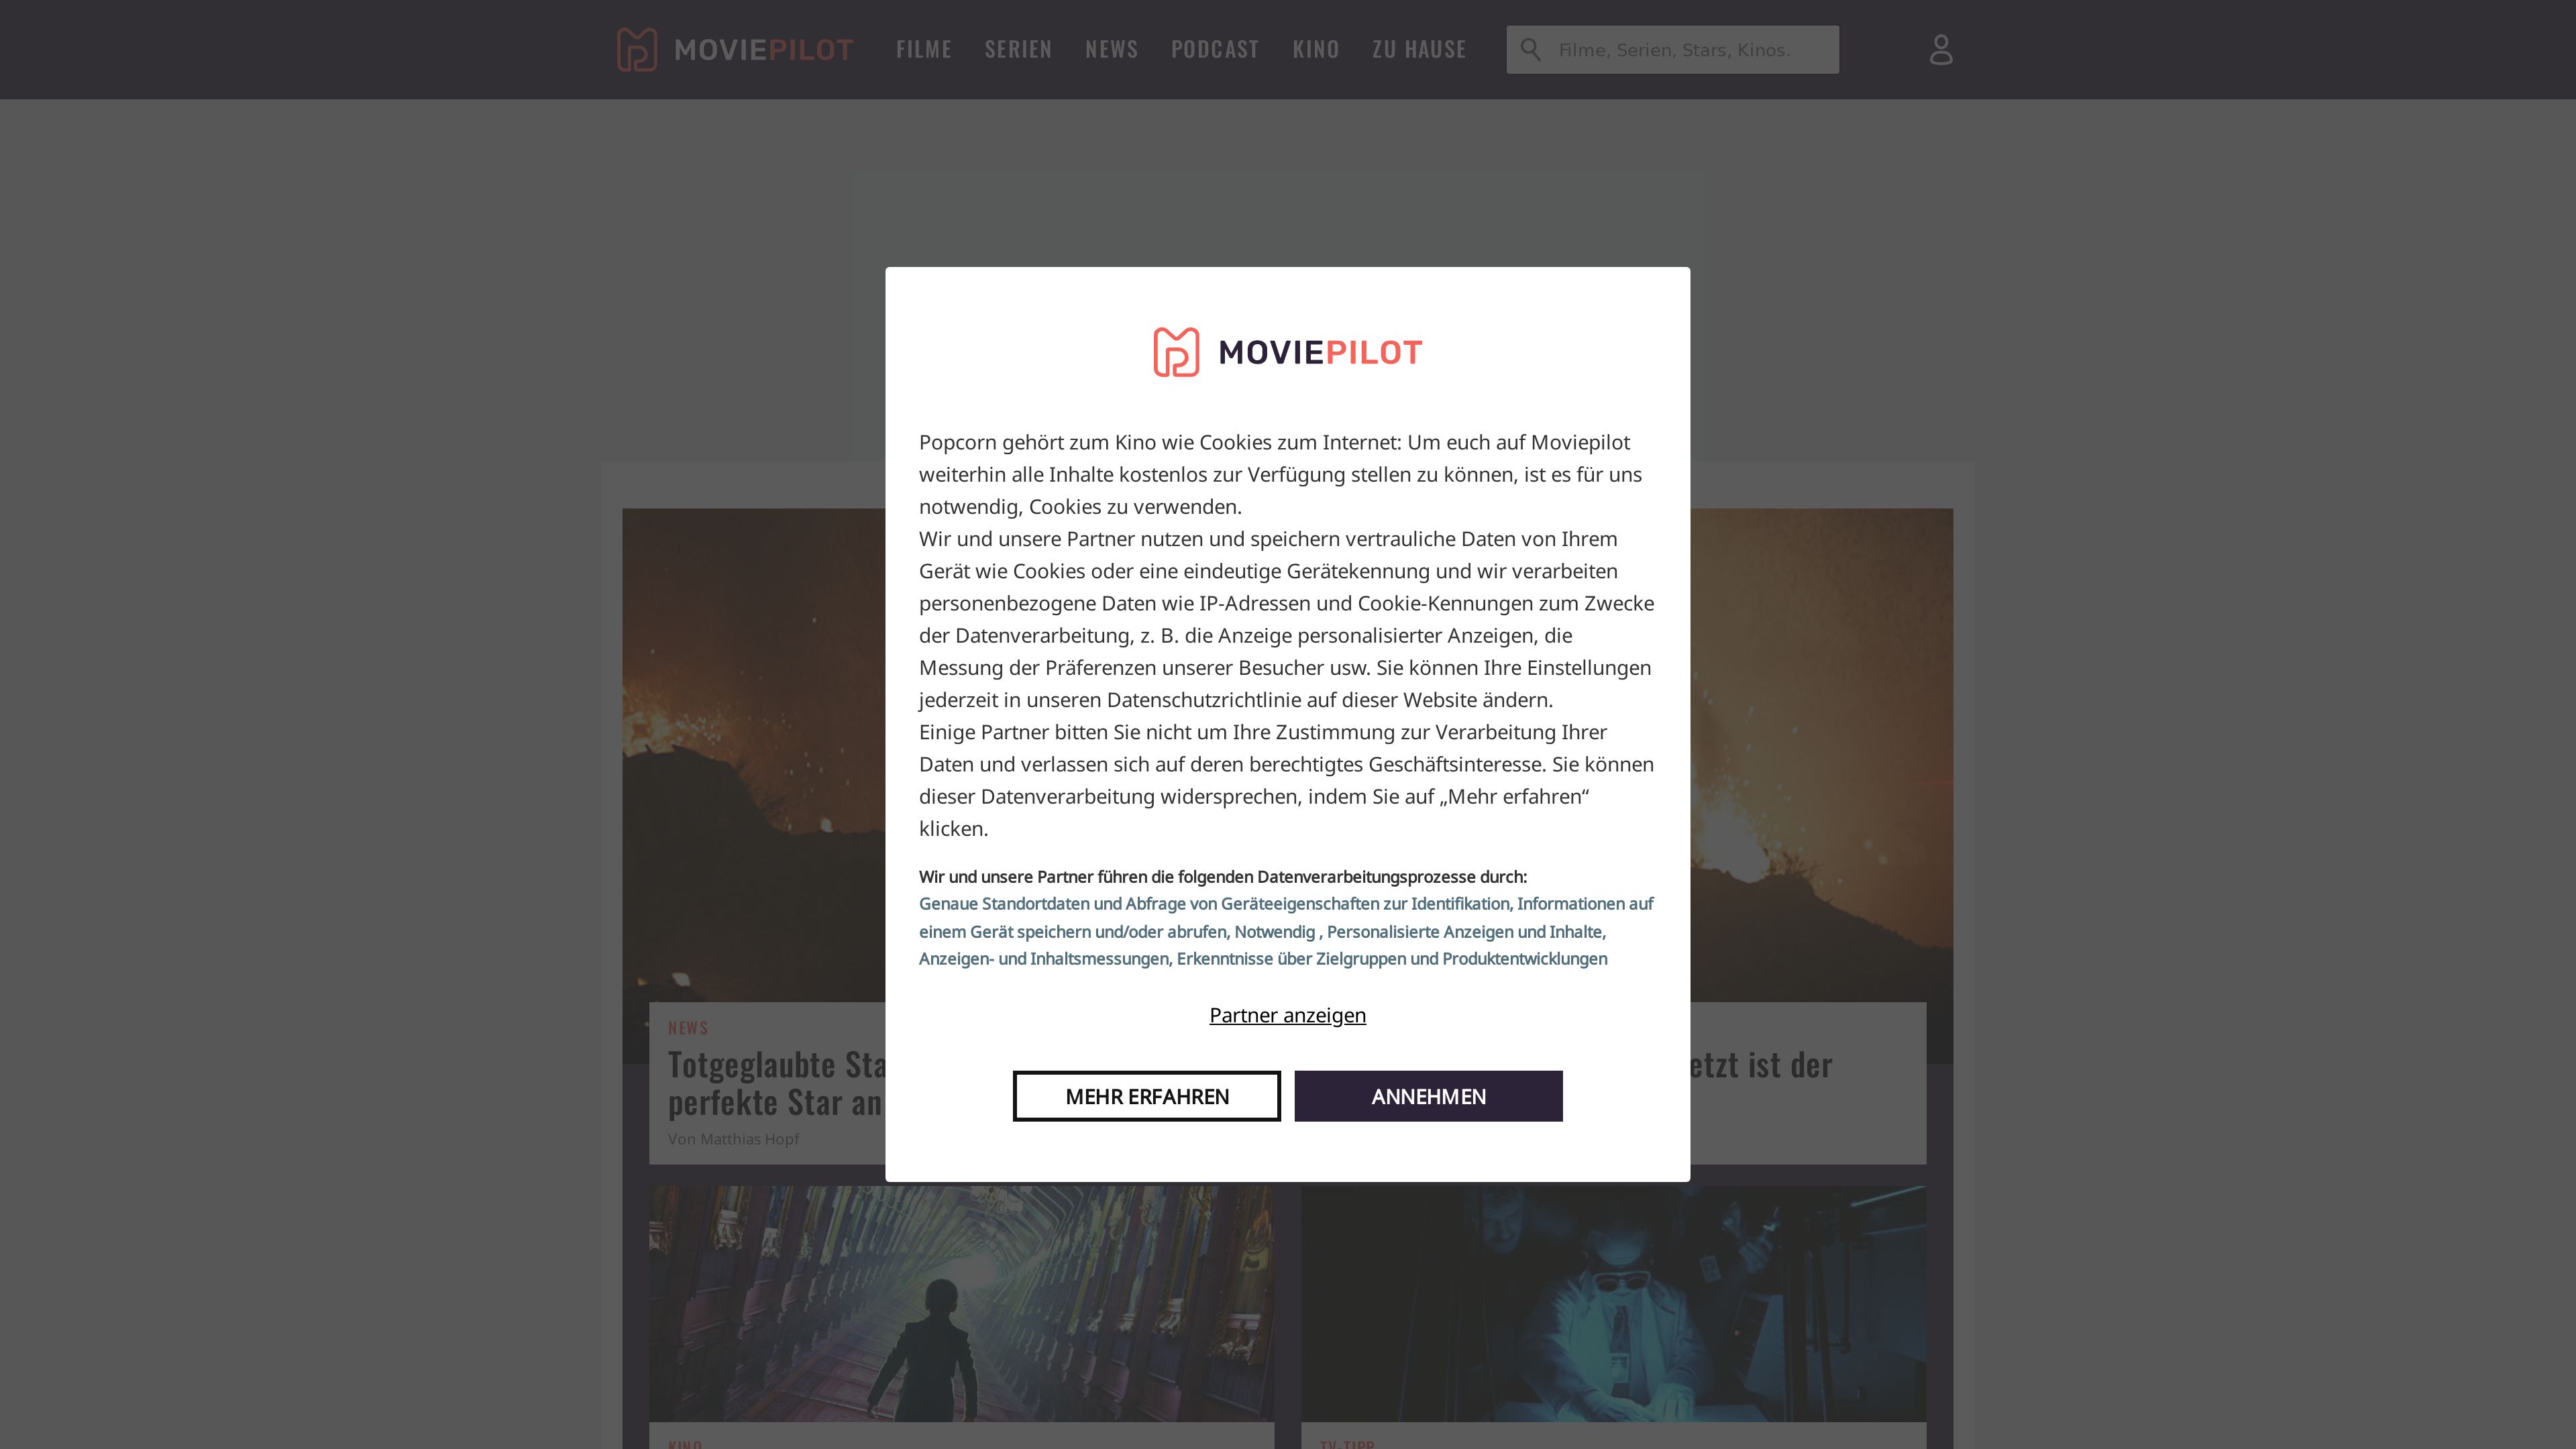 MOVIEPILOT
FILME
SERIEN
NEWS
PODCAST
KINO
ZU HAUSE
Filme, Serien, Stars, Kinos.
MOVIEPILOT
Popcorn gehört zum Kino wie Cookies zum Internet: Um euch auf Moviepilot
weiterhin alle Inhalte kostenlos zur Verfügung stellen zu können, ist es für uns
notwendig, Cookies zu verwenden.
Wir und unsere Partner nutzen und speichern vertrauliche Daten von Ihrem
Gerät wie Cookies oder eine eindeutige Gerätekennung und wir verarbeiten
personenbezogene Daten wie IP-Adressen und Cookie-Kennungen zum Zwecke
der Datenverarbeitung, z. B. die Anzeige personalisierter Anzeigen, die
Messung der Präferenzen unserer Besucher usw. Sie können Ihre Einstellungen
jederzeit in unseren Datenschutzrichtlinie auf dieser Website ändern.
Einige Partner bitten Sie nicht um Ihre Zustimmung zur Verarbeitung Ihrer
Daten und verlassen sich auf deren berechtigtes Geschäftsinteresse. Sie können
dieser Datenverarbeitung widersprechen, indem Sie auf „Mehr erfahren“
klicken.
Wir und unsere Partner führen die folgenden Datenverarbeitungsprozesse durch:
Genaue Standortdaten und Abfrage von Geräteeigenschaften zur Identifikation, Informationen auf
einem Gerät speichern und/oder abrufen, Notwendig , Personalisierte Anzeigen und Inhalte,
Anzeigen- und Inhaltsmessungen, Erkenntnisse über Zielgruppen und Produktentwicklungen
Partner anzeigen
MEHR ERFAHREN
ANNEHMEN
NEWS
Totgeglaubte Sta etzt ist der
perfekte Star an
Von Matthias Hopf
KINO
TV-TIPP